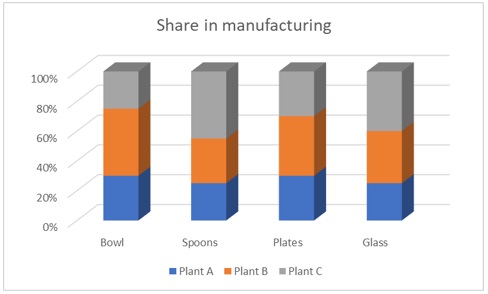 Share in manufacturing
100%
80%
60%
40%
20%
0%
Bowl Spoons Plates Glass
Plant A Plant B Plant C